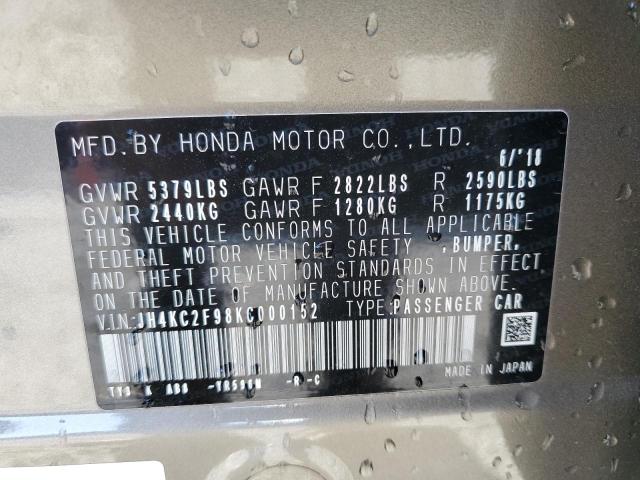 MFD.BY HONDA MOTOR CO.,LTD.
6/'18
GVWR 5379LBS GAWR F 2822LBS R 2590LBS
GVWR 2440KG GAWR F 1280KG R 1175KG
THIS VEHICLE CONFORMS TO ALL APPLICABLE
FEDERAL MOTOR VEHICLE SAFETY , BUMPER,
AND THEFT PREVENTION STANDARDS IN EFFECT
ON THE DATE OF MANUFACTURE SHOWN ABOVE.
V.I.N: JH4KC2F98KC000152 TYPE:PASSENGER CAR
-R -C
MADE IN JAPAN